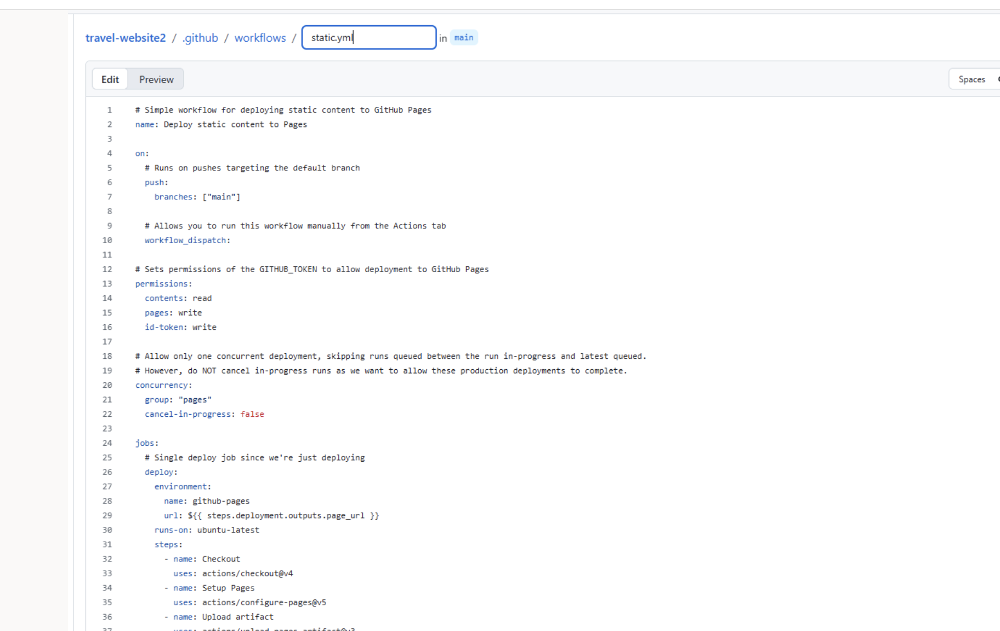 travel-website2 / .github / workflows / static.yml in main
Edit Preview Spaces
1 # Simple workflow for deploying static content to GitHub Pages
2 name: Deploy static content to Pages
3
4 on:
5 # Runs on pushes targeting the default branch
6 push:
7 branches: ["main"]
8
9 # Allows you to run this workflow manually from the Actions tab
10 workflow_dispatch:
11
12 # Sets permissions of the GITHUB_TOKEN to allow deployment to GitHub Pages
13 permissions:
14 contents: read
15 pages: write
16 id-token: write
17
18 # Allow only one concurrent deployment, skipping runs queued between the run in-progress and latest queued.
19 # However, do NOT cancel in-progress runs as we want to allow these production deployments to complete.
20 concurrency:
21 group: "pages"
22 cancel-in-progress: false
23
24 jobs:
25 # Single deploy job since we're just deploying
26 deploy:
27 environment:
28 name: github-pages
29 url: ${{ steps.deployment.outputs.page_url }}
30 runs-on: ubuntu-latest
31 steps:
32 - name: Checkout
33 uses: actions/checkout@v4
34 - name: Setup Pages
35 uses: actions/configure-pages@v5
36 - name: Upload artifact
37 uses: actions/upload-pages-artifact@v3